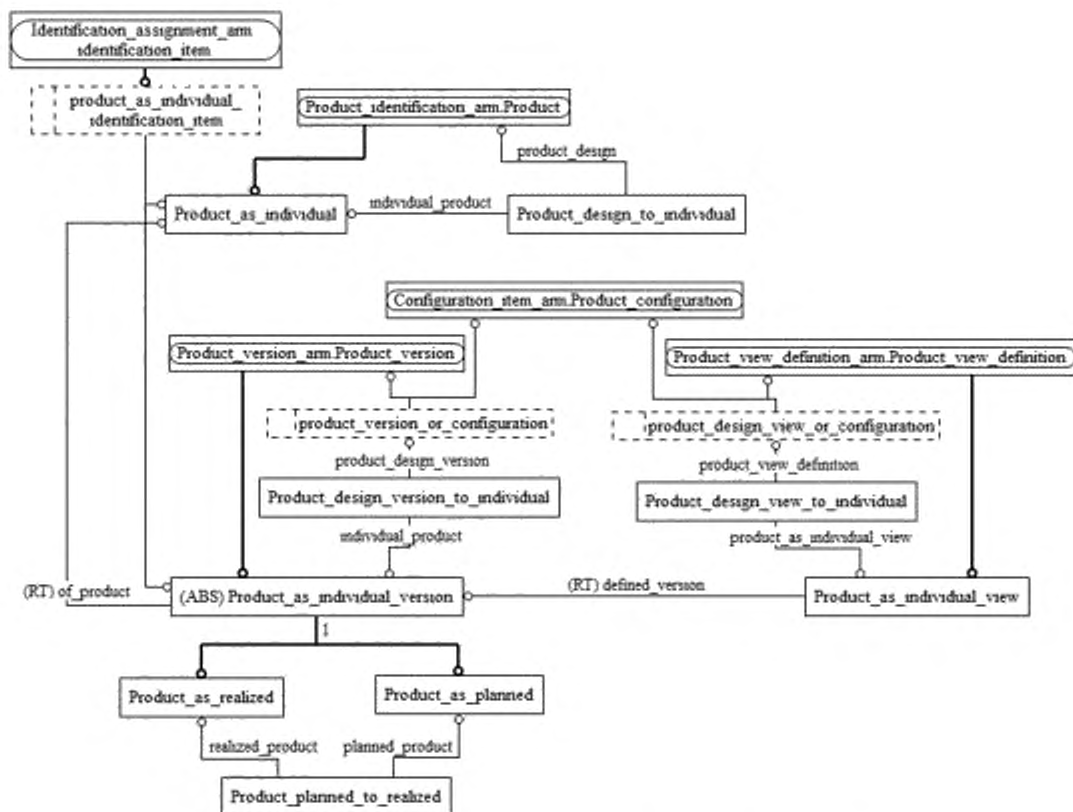 Identification_assignment_arm
identification_item
product_as_individual_
identification_item
Product_identification_arm.Product
product_design
individual_product
Product_as_individual
Product_design_to_individual
Configuration_item_arm.Product_configuration
Product_version_arm.Product_version
Product_view_definition_arm.Product_view_definition
product_version_or_configuration
product_design_view_or_configuration
product_design_version
product_view_definition
Product_design_version_to_individual
Product_design_view_to_individual
individual_product
product_as_individual_view
(RT) of_product
(ABS) Product_as_individual_version
(RT) defined_version
Product_as_individual_view
1
Product_as_realized
Product_as_planned
realized_product
planned_product
Product_planned_to_realized